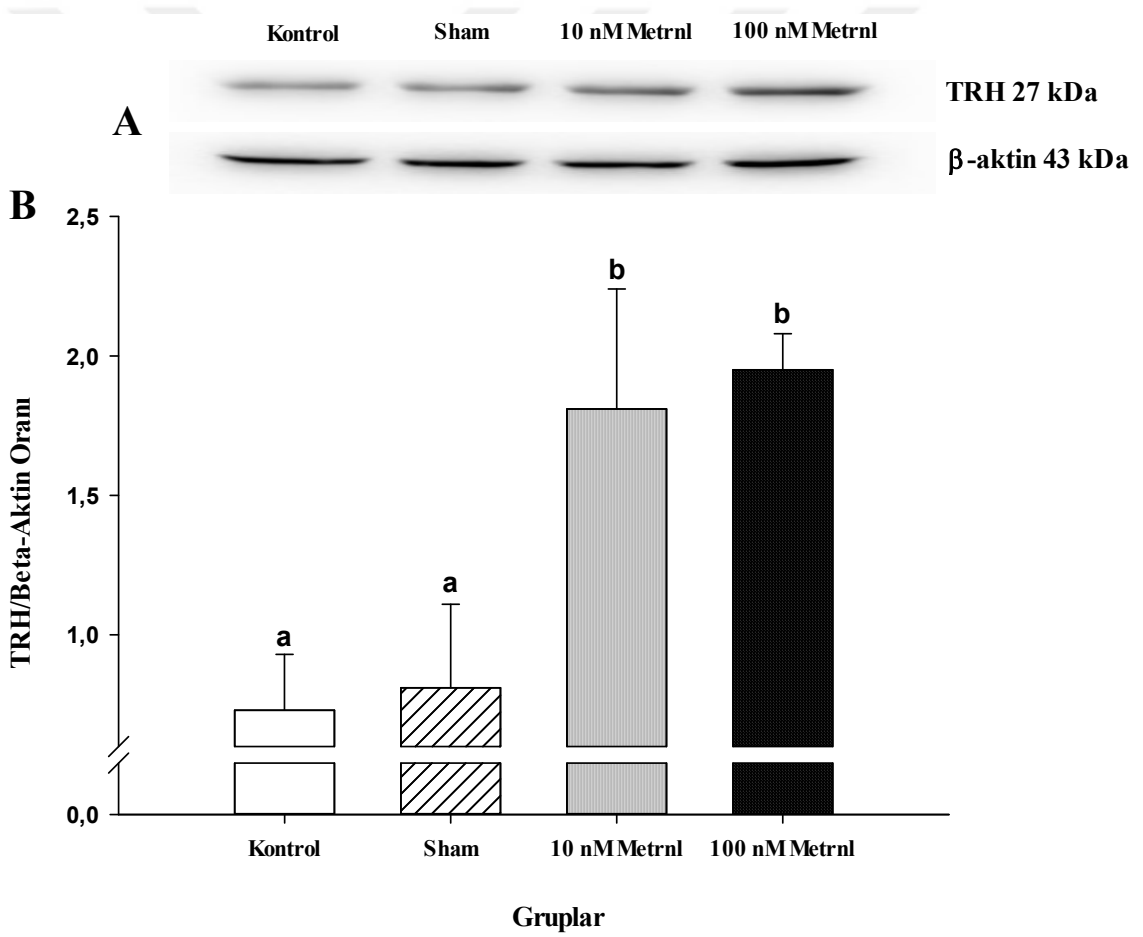 Kontrol Sham 10 nM Metrnl 100 nM Metrnl
TRH 27 kDa
A
β-aktin 43 kDa
B
2,5
b
b
2,0
TRH/Beta-Aktin Oranı
1,5
a
1,0
a
0,0
Kontrol Sham 10 nM Metrnl 100 nM Metrnl
Gruplar